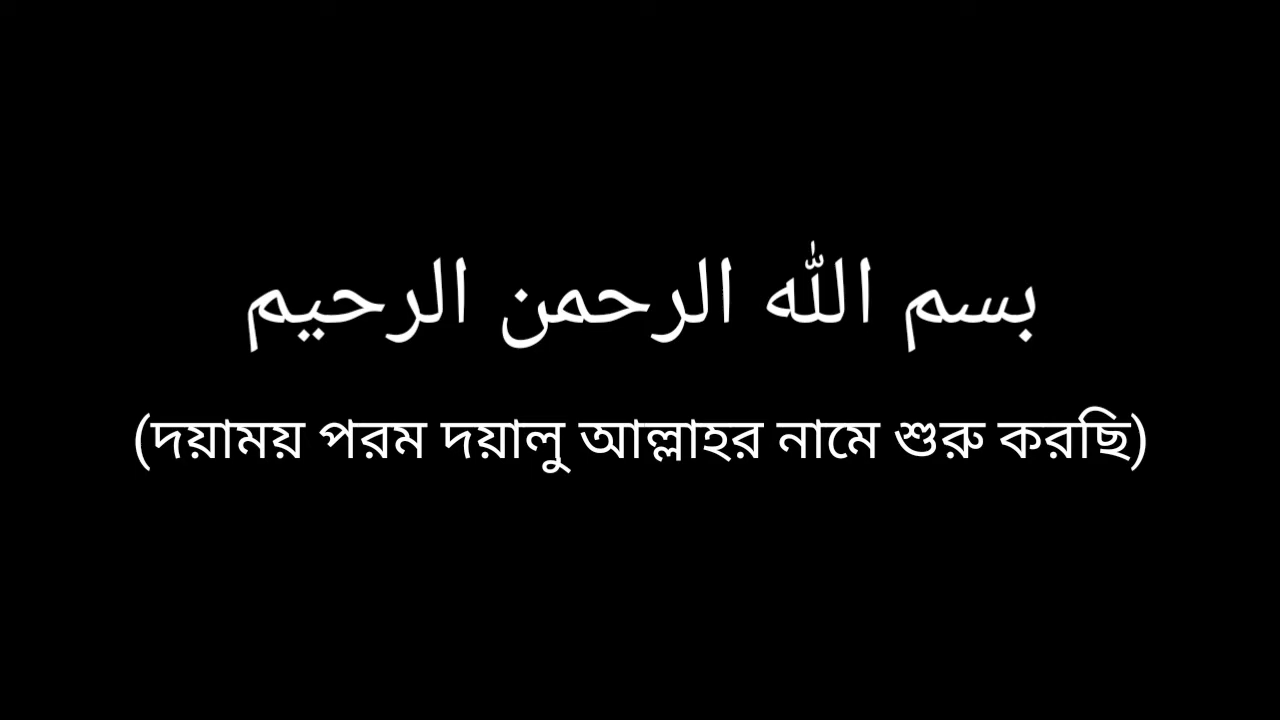 بسم الله الرحمن الرحيم
(দয়াময় পরম দয়ালু আল্লাহর নামে শুরু করছি)